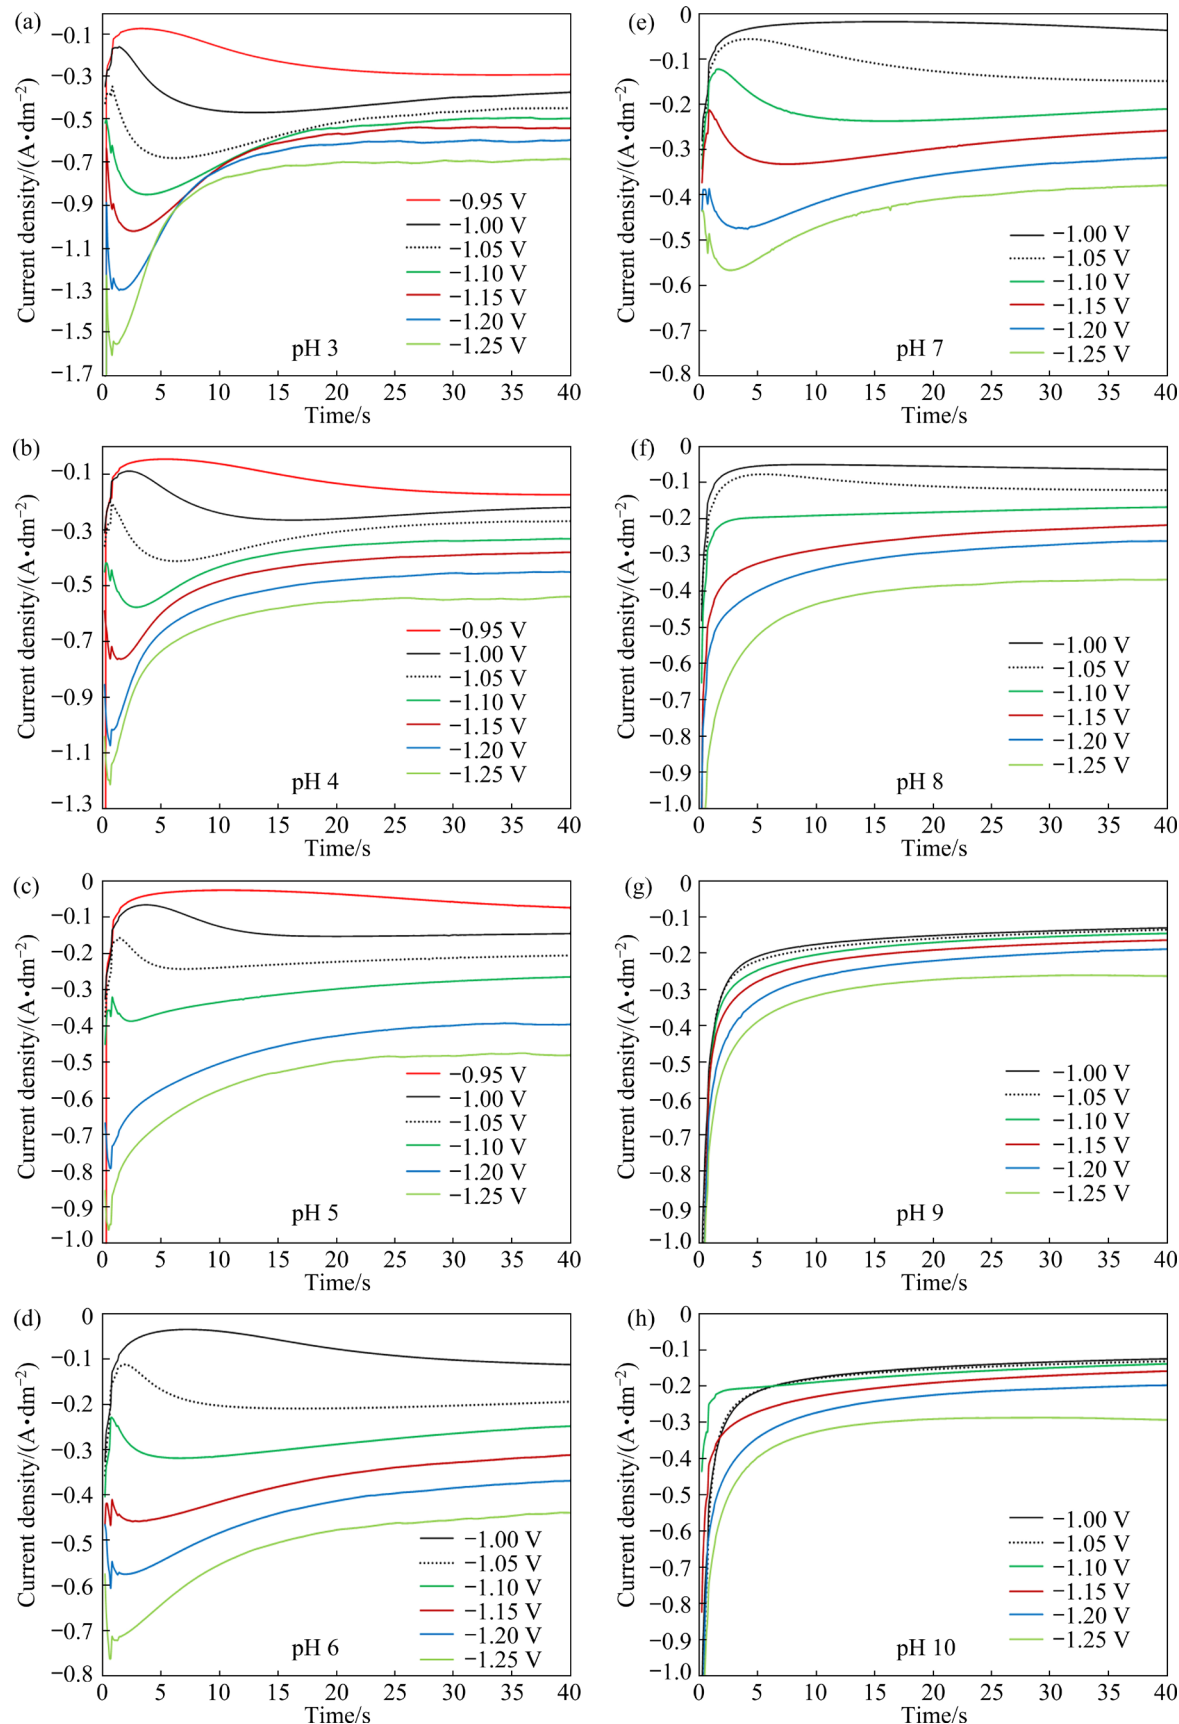 (a)
−0.1
−0.3
−0.5
−0.7
−0.9
−1.1
−1.3
−1.5
−1.7
Current density/(A•dm−2)
−0.95 V
−1.00 V
−1.05 V
−1.10 V
−1.15 V
−1.20 V
−1.25 V
pH 3
0 5 10 15 20 25 30 35 40
Time/s
(b)
−0.1
−0.3
−0.5
−0.7
−0.9
−1.1
−1.3
Current density/(A•dm−2)
−0.95 V
−1.00 V
−1.05 V
−1.10 V
−1.15 V
−1.20 V
−1.25 V
pH 4
0 5 10 15 20 25 30 35 40
Time/s
(c)
0
−0.1
−0.2
−0.3
−0.4
−0.5
−0.6
−0.7
−0.8
−0.9
−1.0
Current density/(A•dm−2)
−0.95 V
−1.00 V
−1.05 V
−1.10 V
−1.20 V
−1.25 V
pH 5
0 5 10 15 20 25 30 35 40
Time/s
(d)
0
−0.1
−0.2
−0.3
−0.4
−0.5
−0.6
−0.7
−0.8
Current density/(A•dm−2)
−1.00 V
−1.05 V
−1.10 V
−1.15 V
−1.20 V
−1.25 V
pH 6
0 5 10 15 20 25 30 35 40
Time/s
(e)
0
−0.1
−0.2
−0.3
−0.4
−0.5
−0.6
−0.7
−0.8
Current density/(A•dm−2)
−1.00 V
−1.05 V
−1.10 V
−1.15 V
−1.20 V
−1.25 V
pH 7
0 5 10 15 20 25 30 35 40
Time/s
(f)
0
−0.1
−0.2
−0.3
−0.4
−0.5
−0.6
−0.7
−0.8
−0.9
−1.0
Current density/(A•dm−2)
−1.00 V
−1.05 V
−1.10 V
−1.15 V
−1.20 V
−1.25 V
pH 8
0 5 10 15 20 25 30 35 40
Time/s
(g)
0
−0.1
−0.2
−0.3
−0.4
−0.5
−0.6
−0.7
−0.8
−0.9
−1.0
Current density/(A•dm−2)
−1.00 V
−1.05 V
−1.10 V
−1.15 V
−1.20 V
−1.25 V
pH 9
0 5 10 15 20 25 30 35 40
Time/s
(h)
0
−0.1
−0.2
−0.3
−0.4
−0.5
−0.6
−0.7
−0.8
−0.9
−1.0
Current density/(A•dm−2)
−1.00 V
−1.05 V
−1.10 V
−1.15 V
−1.20 V
−1.25 V
pH 10
0 5 10 15 20 25 30 35 40
Time/s